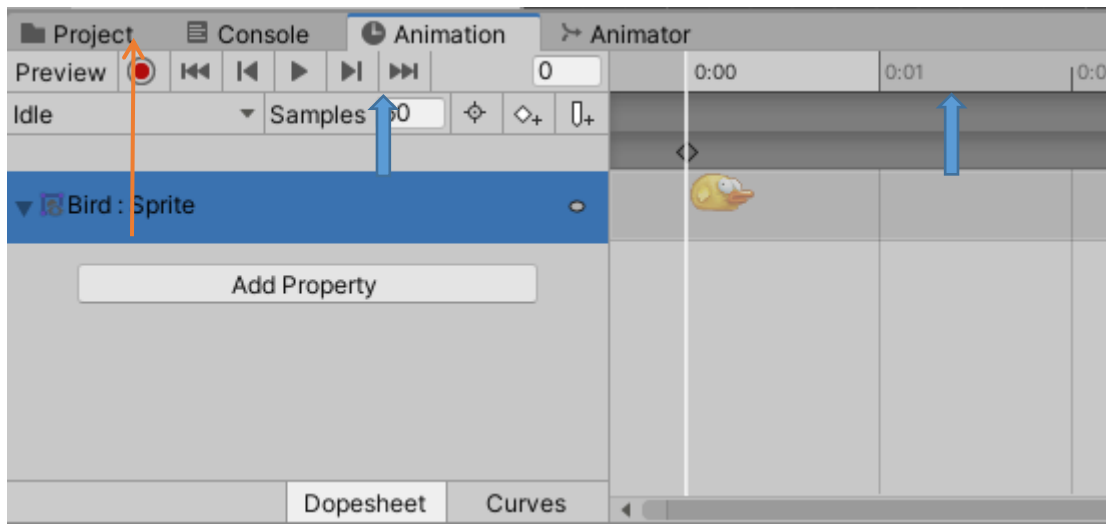 Project Console Animation Animator
Preview 0 0:00 0:01
Idle Samples
Bird : Sprite
Add Property
Dopesheet Curves